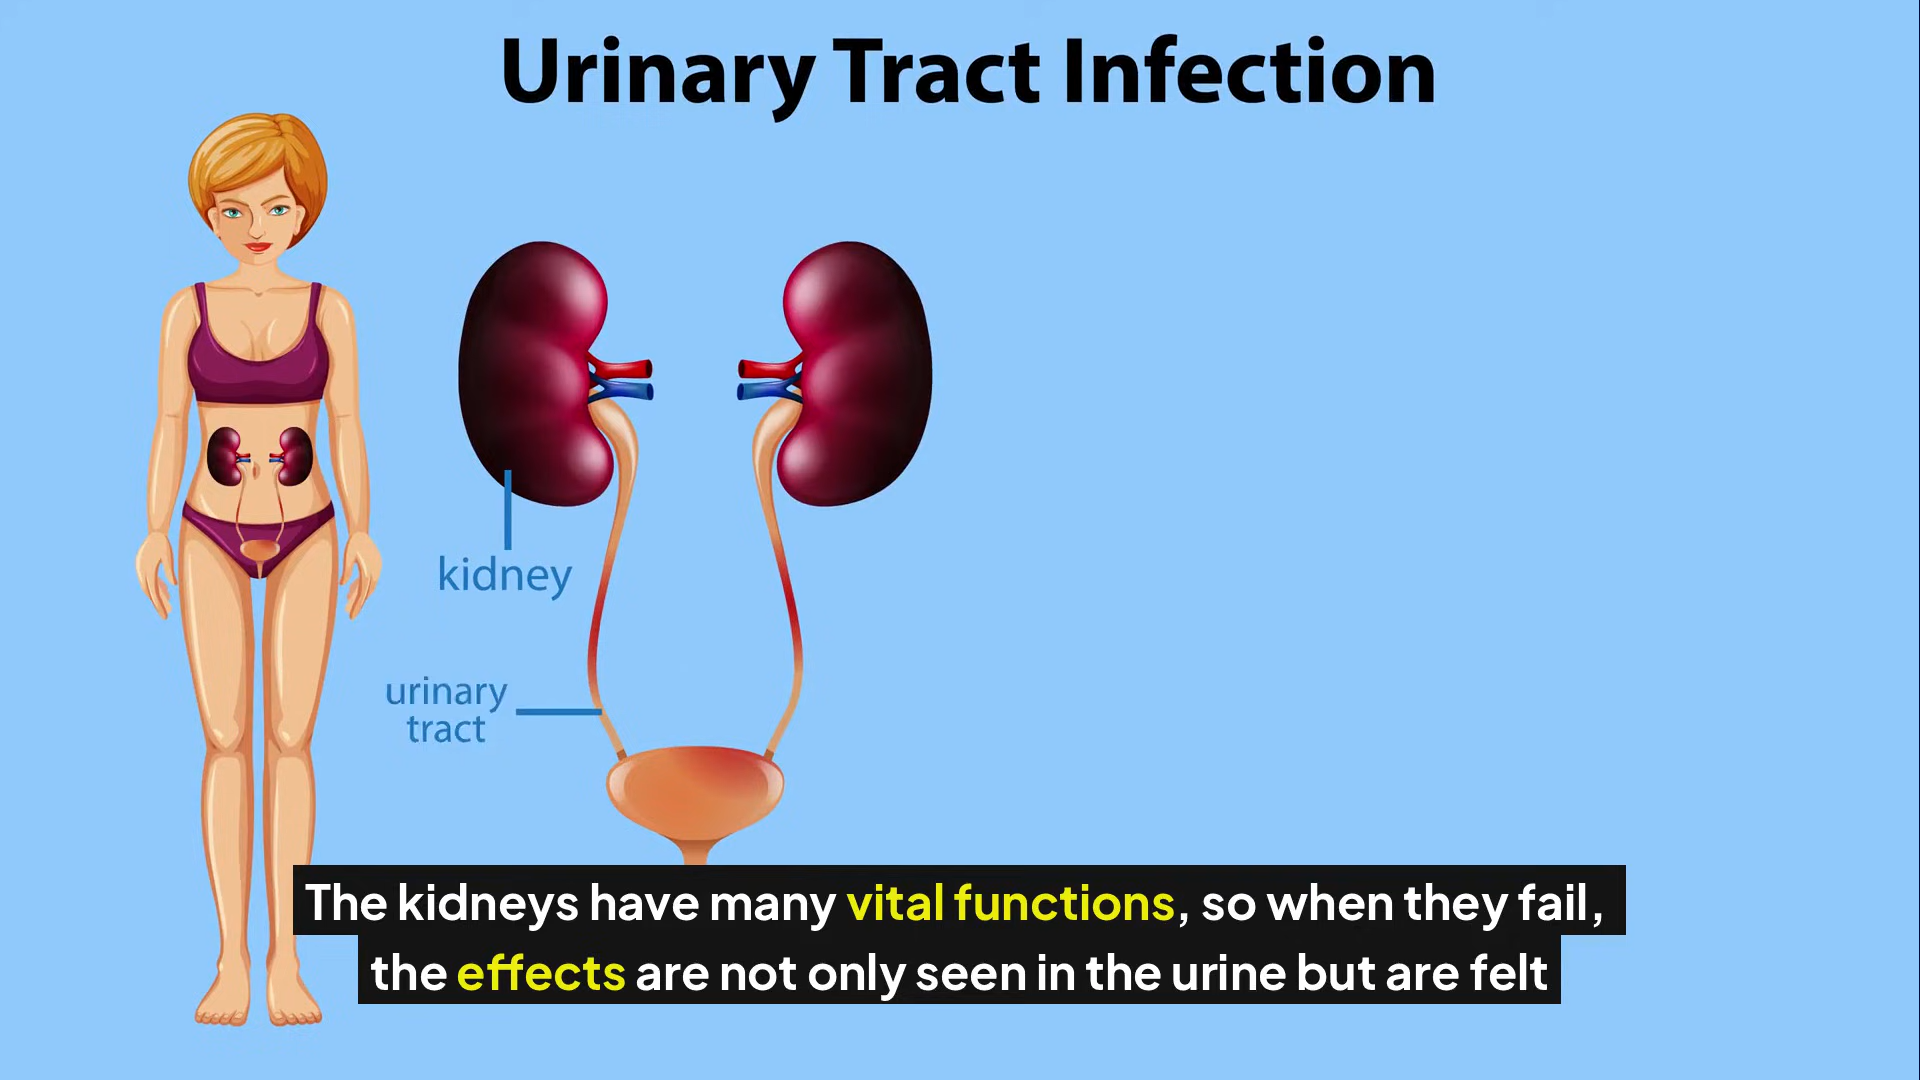 Urinary Tract Infection
kidney
urinary
tract
The kidneys have many vital functions, so when they fail,
the effects are not only seen in the urine but are felt